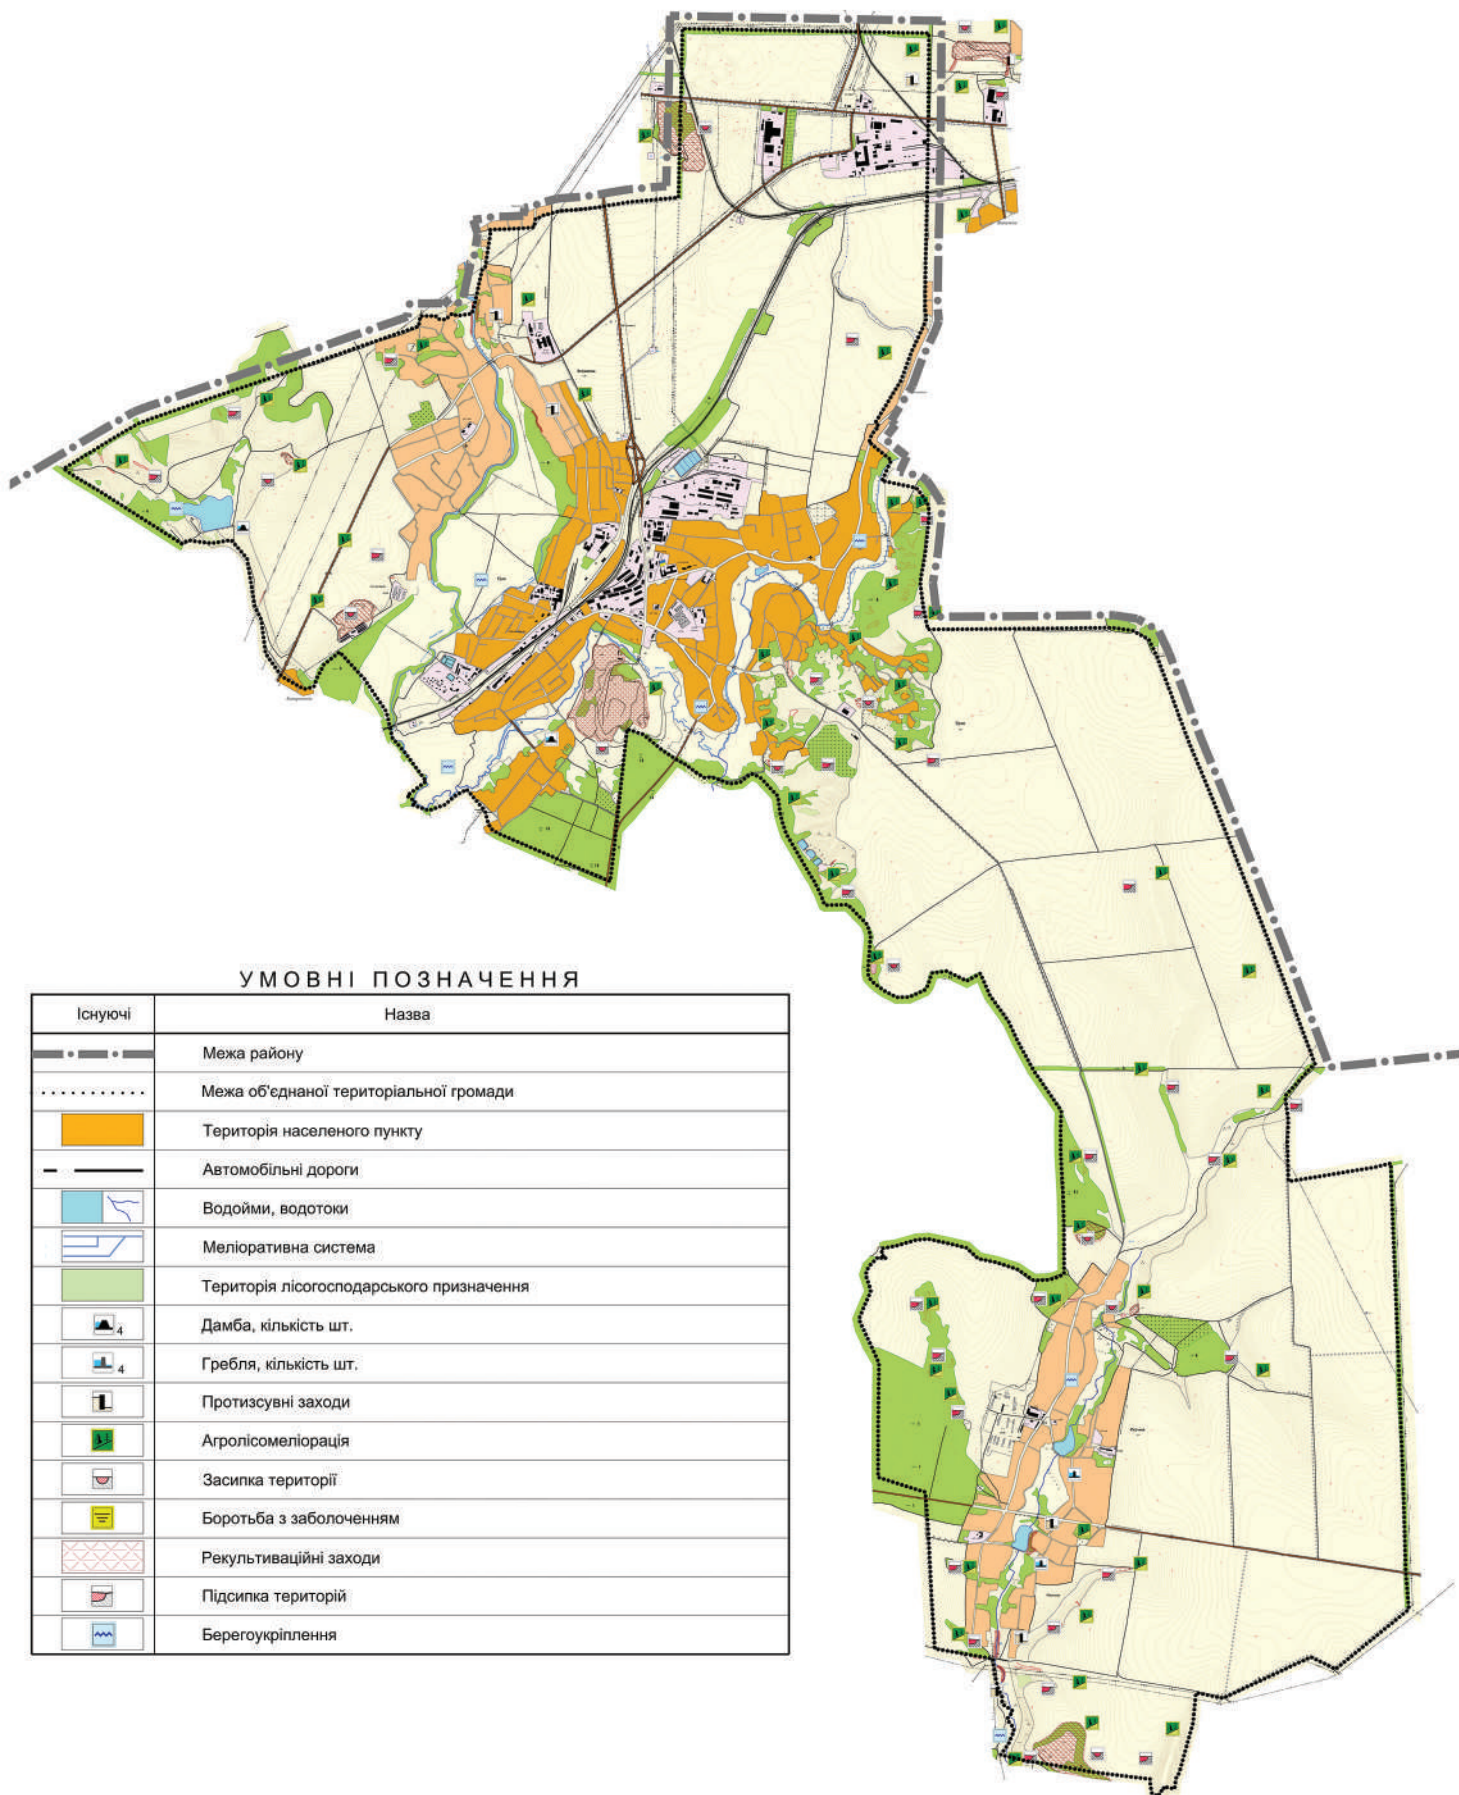 УМОВНІ ПОЗНАЧЕННЯ
Існуючі Назва
Межа району
Межа об'єднаної територіальної громади
Територія населеного пункту
Автомобільні дороги
Водойми, водотоки
Меліоративна система
Територія лісогосподарського призначення
4 Дамба, кількість шт.
4 Гребля, кількість шт.
Протизсувні заходи
Агролісомеліорація
Засипка території
Боротьба з заболоченням
Рекультиваційні заходи
Підсипка територій
Берегоукріплення